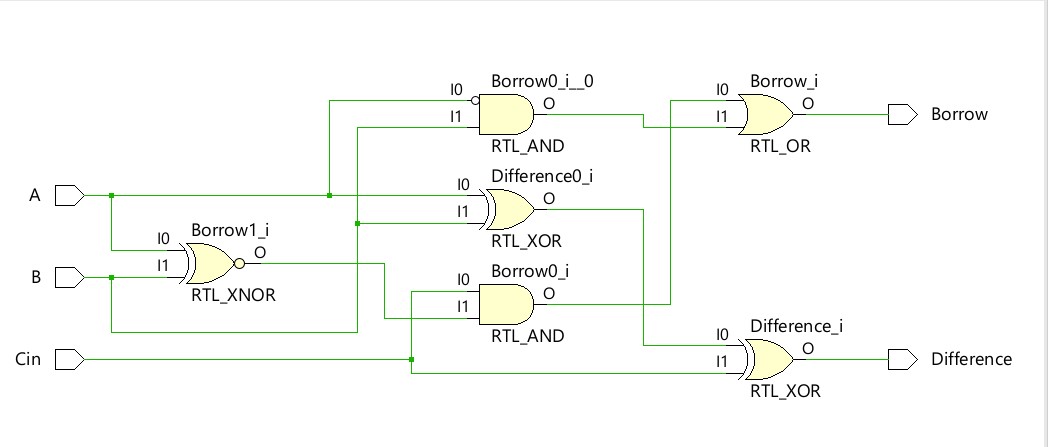 Borrow0_i__0
I0
O
I1
RTL_AND
Borrow_i
I0
O
I1
RTL_OR
Borrow
A
Difference0_i
I0
O
I1
RTL_XOR
Borrow1_i
I0
O
I1
RTL_XNOR
B
Borrow0_i
I0
O
I1
RTL_AND
Cin
Difference_i
I0
O
I1
RTL_XOR
Difference